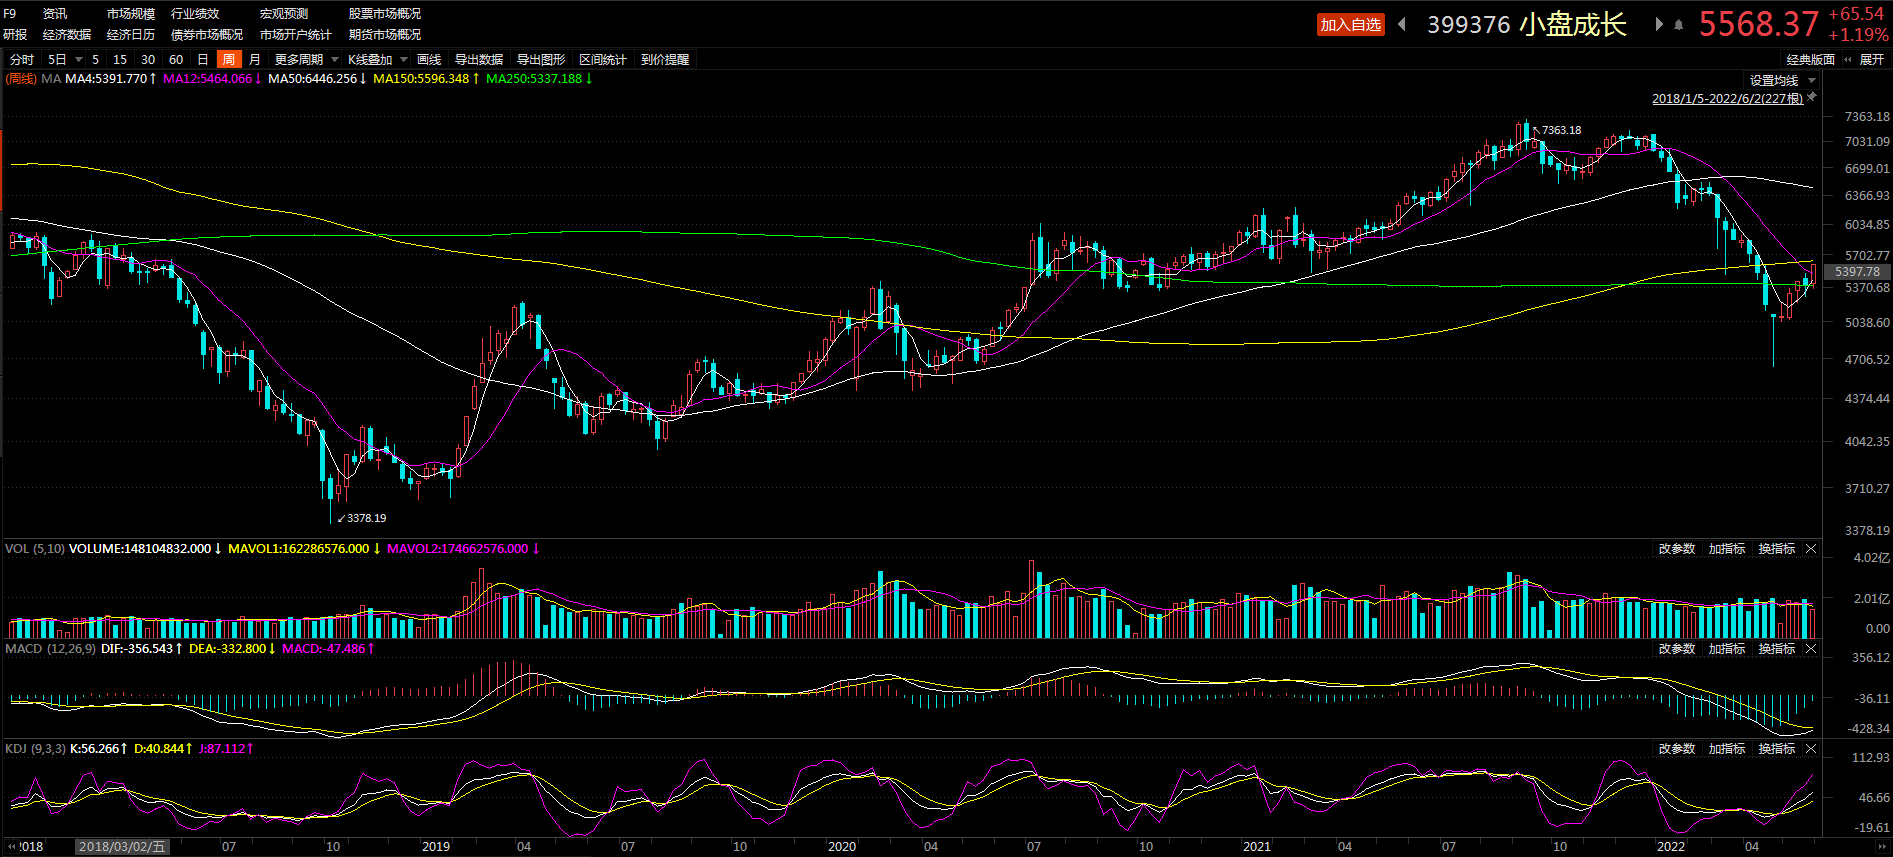 F9 资讯 市场规模 行业绩效 宏观预测 股票市场概况
研报 经济数据 经济日历 债券市场概况 市场开户统计 期货市场概况
加入自选 399376 小盘成长 5568.37 +65.54
+1.19%
分时 5日 5 15 30 60 日 周 月 更多周期 K线叠加 画线 导出数据 导出图形 区间统计 到价提醒 经典版面 展开
(周线) MA MA4:5391.770↑ MA12:5464.066↓ MA50:6446.256↓ MA150:5596.348↑ MA250:5337.188↓ 设置均线
2018/1/5-2022/6/2(227根)
7363.18
7363.18
7031.09
6699.01
6366.93
6034.85
5702.77
5397.78
5370.68
5038.60
4706.52
4374.44
4042.35
3710.27
3378.19
3378.19
VOL (5,10) VOLUME:148104832.000↓ MAVOL1:162286576.000↓ MAVOL2:174662576.000↓ 改参数 加指标 换指标
4.02亿
2.01亿
0.00
MACD (12,26,9) DIF:-356.543↑ DEA:-332.800↓ MACD:-47.486↑ 改参数 加指标 换指标
356.12
-36.11
-428.34
KDJ (9,3,3) K:56.266↑ D:40.844↑ J:87.112↑ 改参数 加指标 换指标
112.93
46.66
-19.61
2018 2018/03/02/五 07 10 2019 04 07 10 2020 04 07 10 2021 04 07 10 2022 04